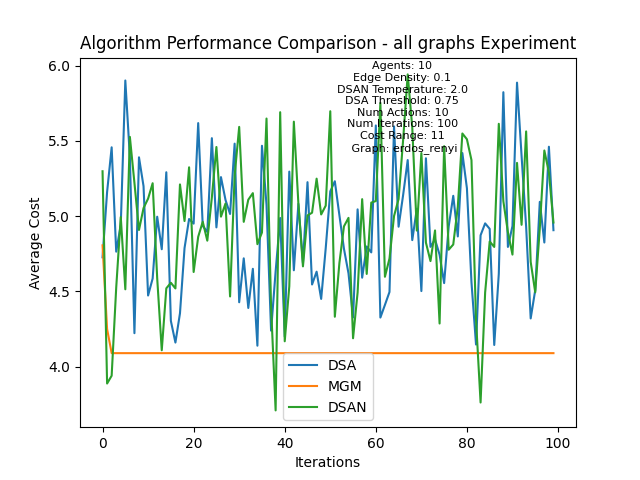 Algorithm Performance Comparison - all graphs Experiment
Agents: 10
Edge Density: 0.1
DSAN Temperature: 2.0
DSA Threshold: 0.75
Num Actions: 10
Num Iterations: 100
Cost Range: 11
Graph: erdos_renyi
6.0
5.5
5.0
4.5
4.0
Average Cost
DSA
MGM
DSAN
0 20 40 60 80 100
Iterations